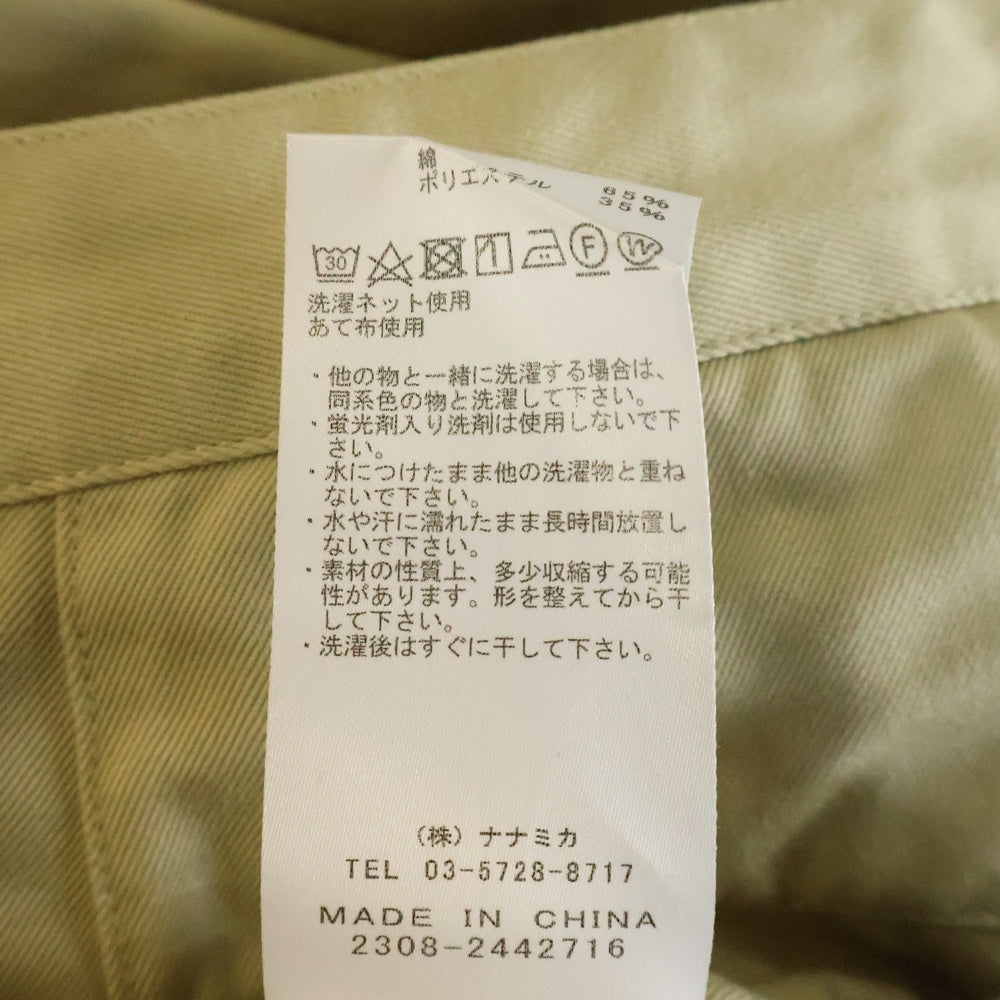 綿 65%
ポリエステル 35%
30 F W
洗濯ネット使用
あて布使用
・他の物と一緒に洗濯する場合は、
同系色の物と洗濯して下さい。
・蛍光剤入り洗剤は使用しないで下
さい。
・水につけたまま他の洗濯物と重ね
ないで下さい。
・水や汗に濡れたまま長時間放置し
ないで下さい。
・素材の性質上、多少収縮する可能
性があります。形を整えてから干
して下さい。
・洗濯後はすぐに干して下さい。
(株) ナナミカ
TEL 03-5728-8717
MADE IN CHINA
2308-2442716